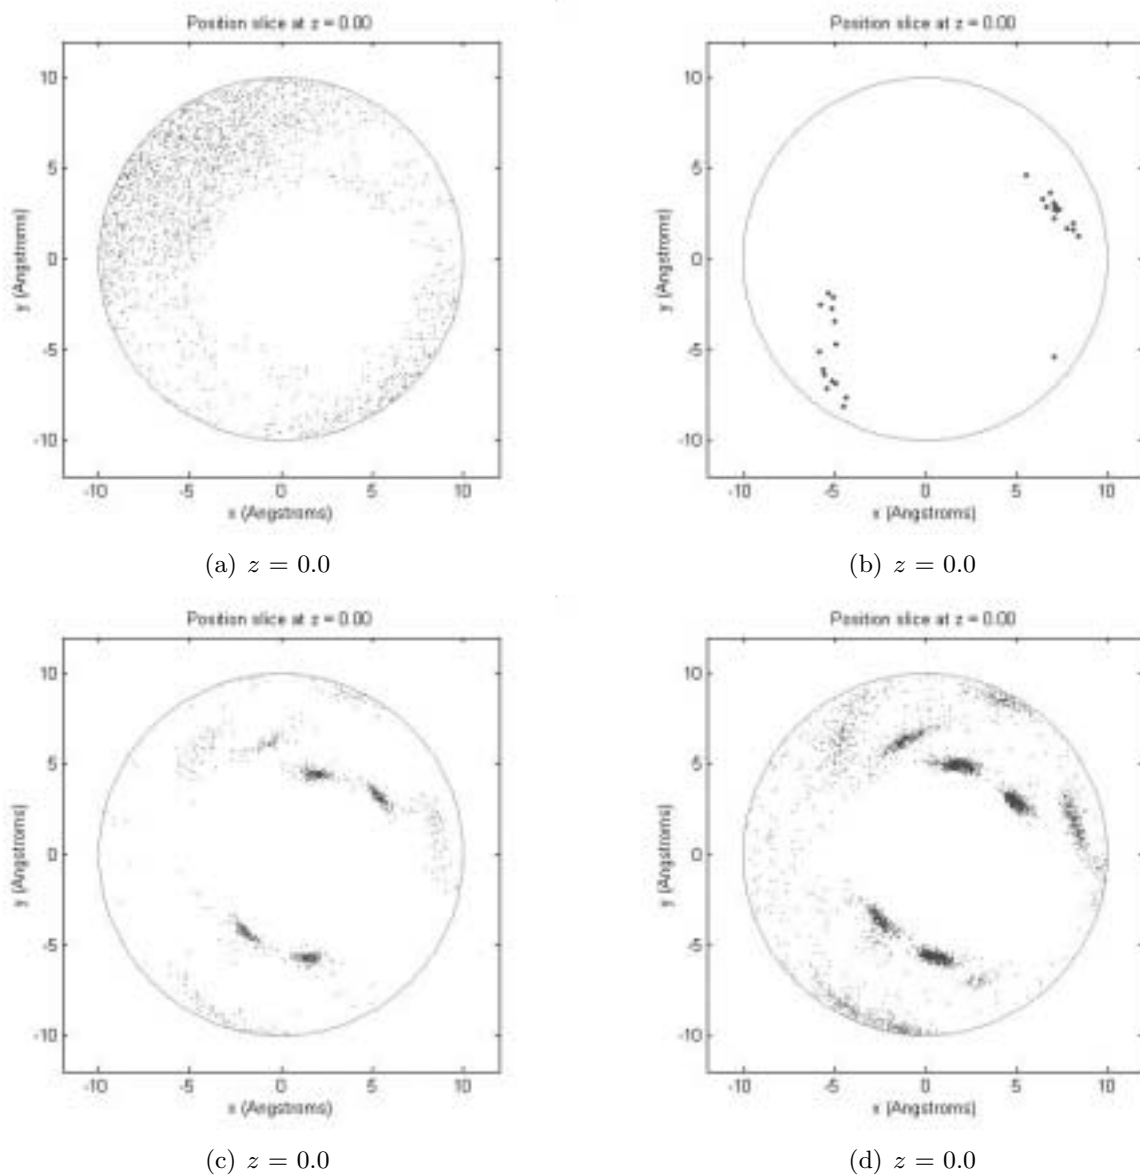 Position slice at z = 0.00
10
5
0
-5
-10
y (Angstroms)
-10 -5 0 5 10
x (Angstroms)
(a) z = 0.0
Position slice at z = 0.00
10
5
0
-5
-10
y (Angstroms)
-10 -5 0 5 10
x (Angstroms)
(b) z = 0.0
Position slice at z = 0.00
10
5
0
-5
-10
y (Angstroms)
-10 -5 0 5 10
x (Angstroms)
(c) z = 0.0
Position slice at z = 0.00
10
5
0
-5
-10
y (Angstroms)
-10 -5 0 5 10
x (Angstroms)
(d) z = 0.0